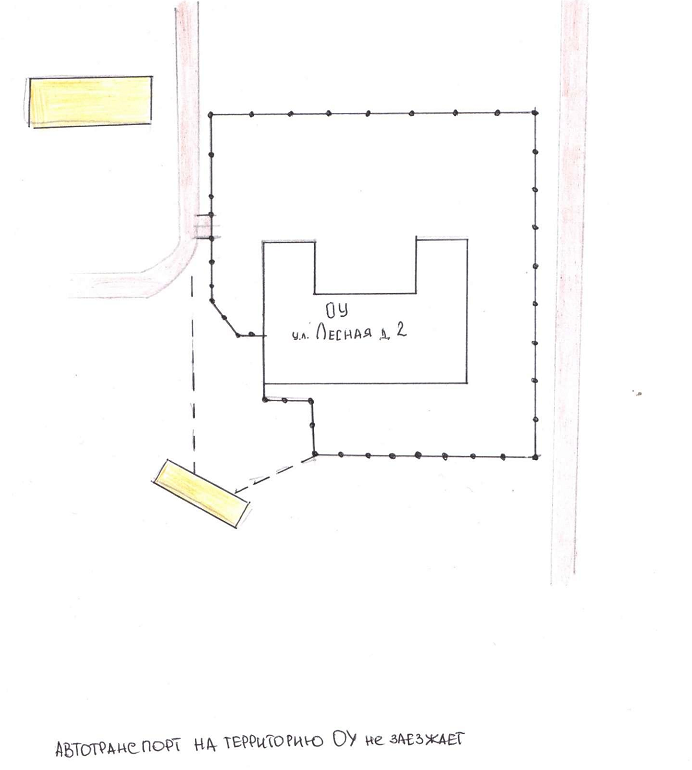 ОУ
ул. Лесная д. 2
АВТОТРАНСПОРТ НА ТЕРРИТОРИЮ ОУ не ЗАЕЗЖАЕТ